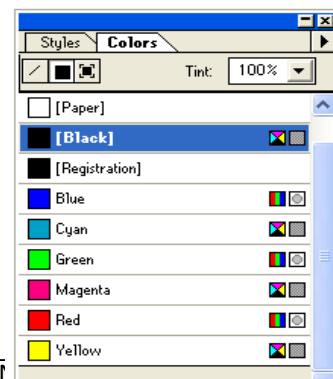 Styles Colors
Tint: 100%
[Paper]
[Black]
[Registration]
Blue
Cyan
Green
Magenta
Red
Yellow